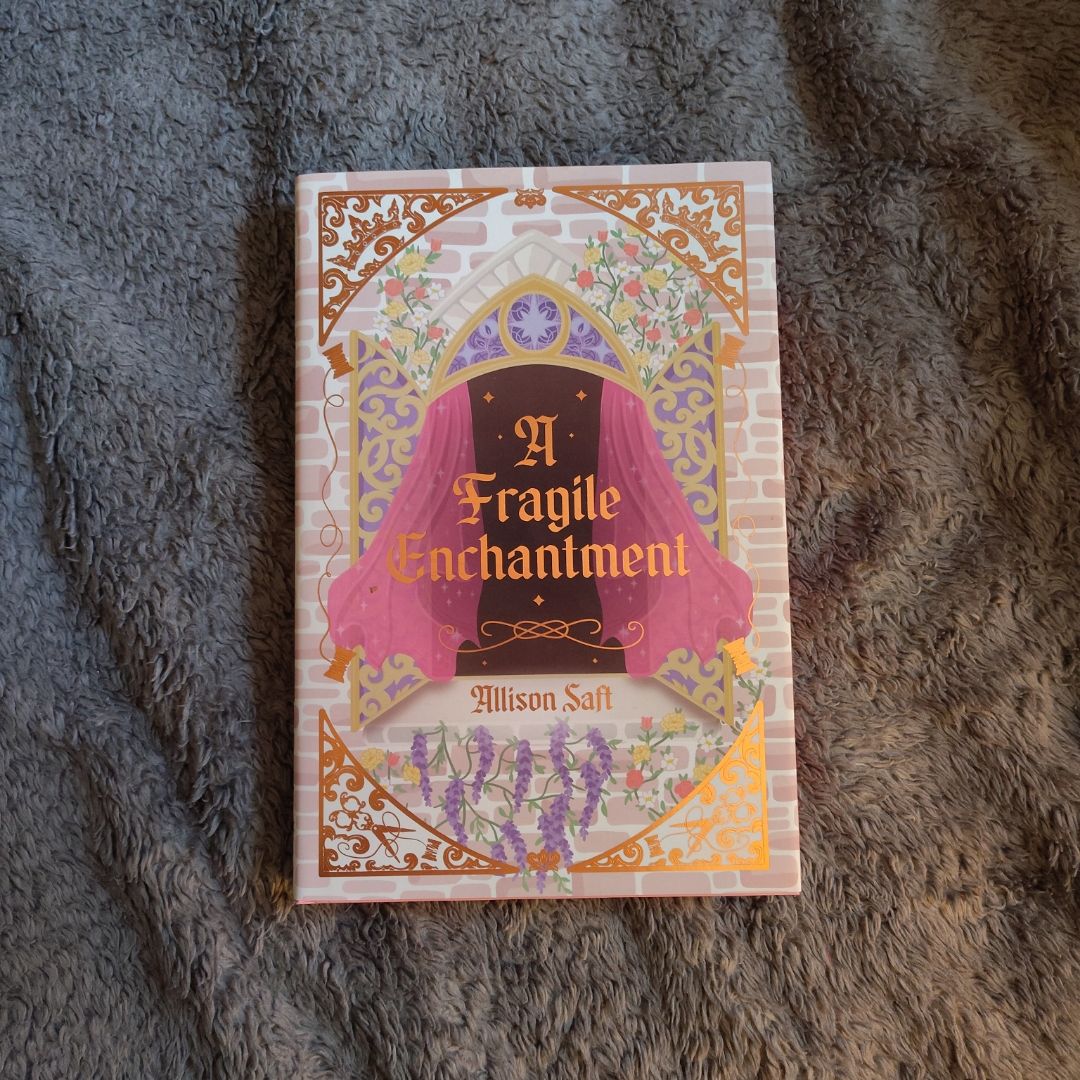 A
Fragile
Enchantment
Allison Saft